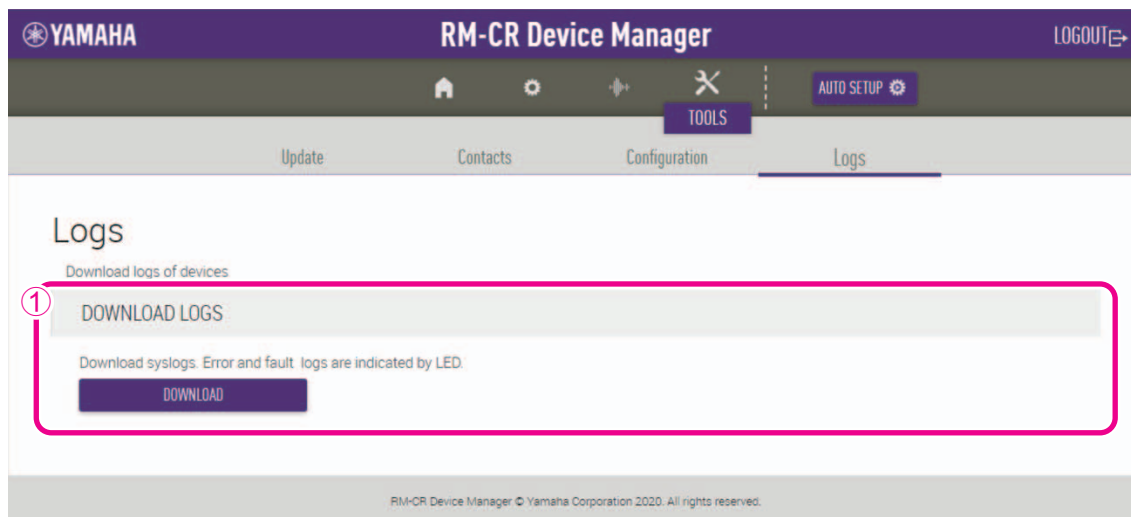 YAMAHA
RM-CR Device Manager
LOGOUT
AUTO SETUP
TOOLS
Update
Contacts
Configuration
Logs
Logs
Download logs of devices
1
DOWNLOAD LOGS
Download syslogs. Error and fault logs are indicated by LED.
DOWNLOAD
RM-CR Device Manager © Yamaha Corporation 2020. All rights reserved.